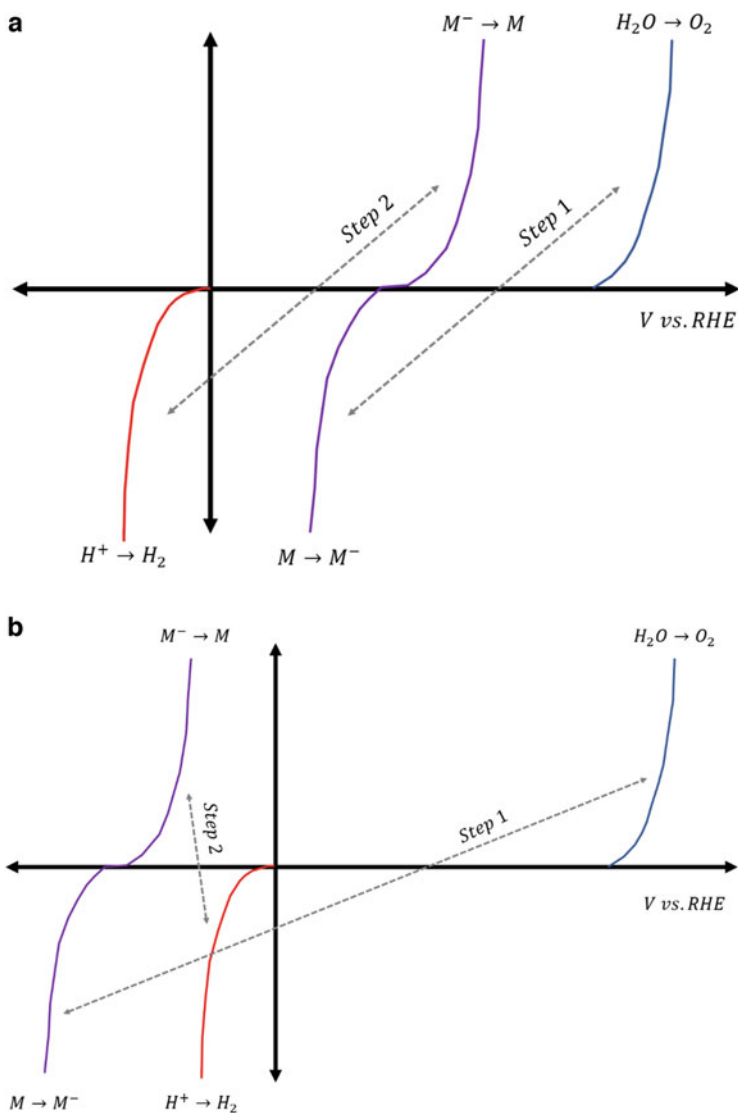 a
M⁻ → M
H₂O → O₂
Step 2
Step 1
V vs.RHE
H⁺ → H₂
M → M⁻
b
M⁻ → M
H₂O → O₂
Step 2
Step 1
V vs.RHE
M → M⁻
H⁺ → H₂